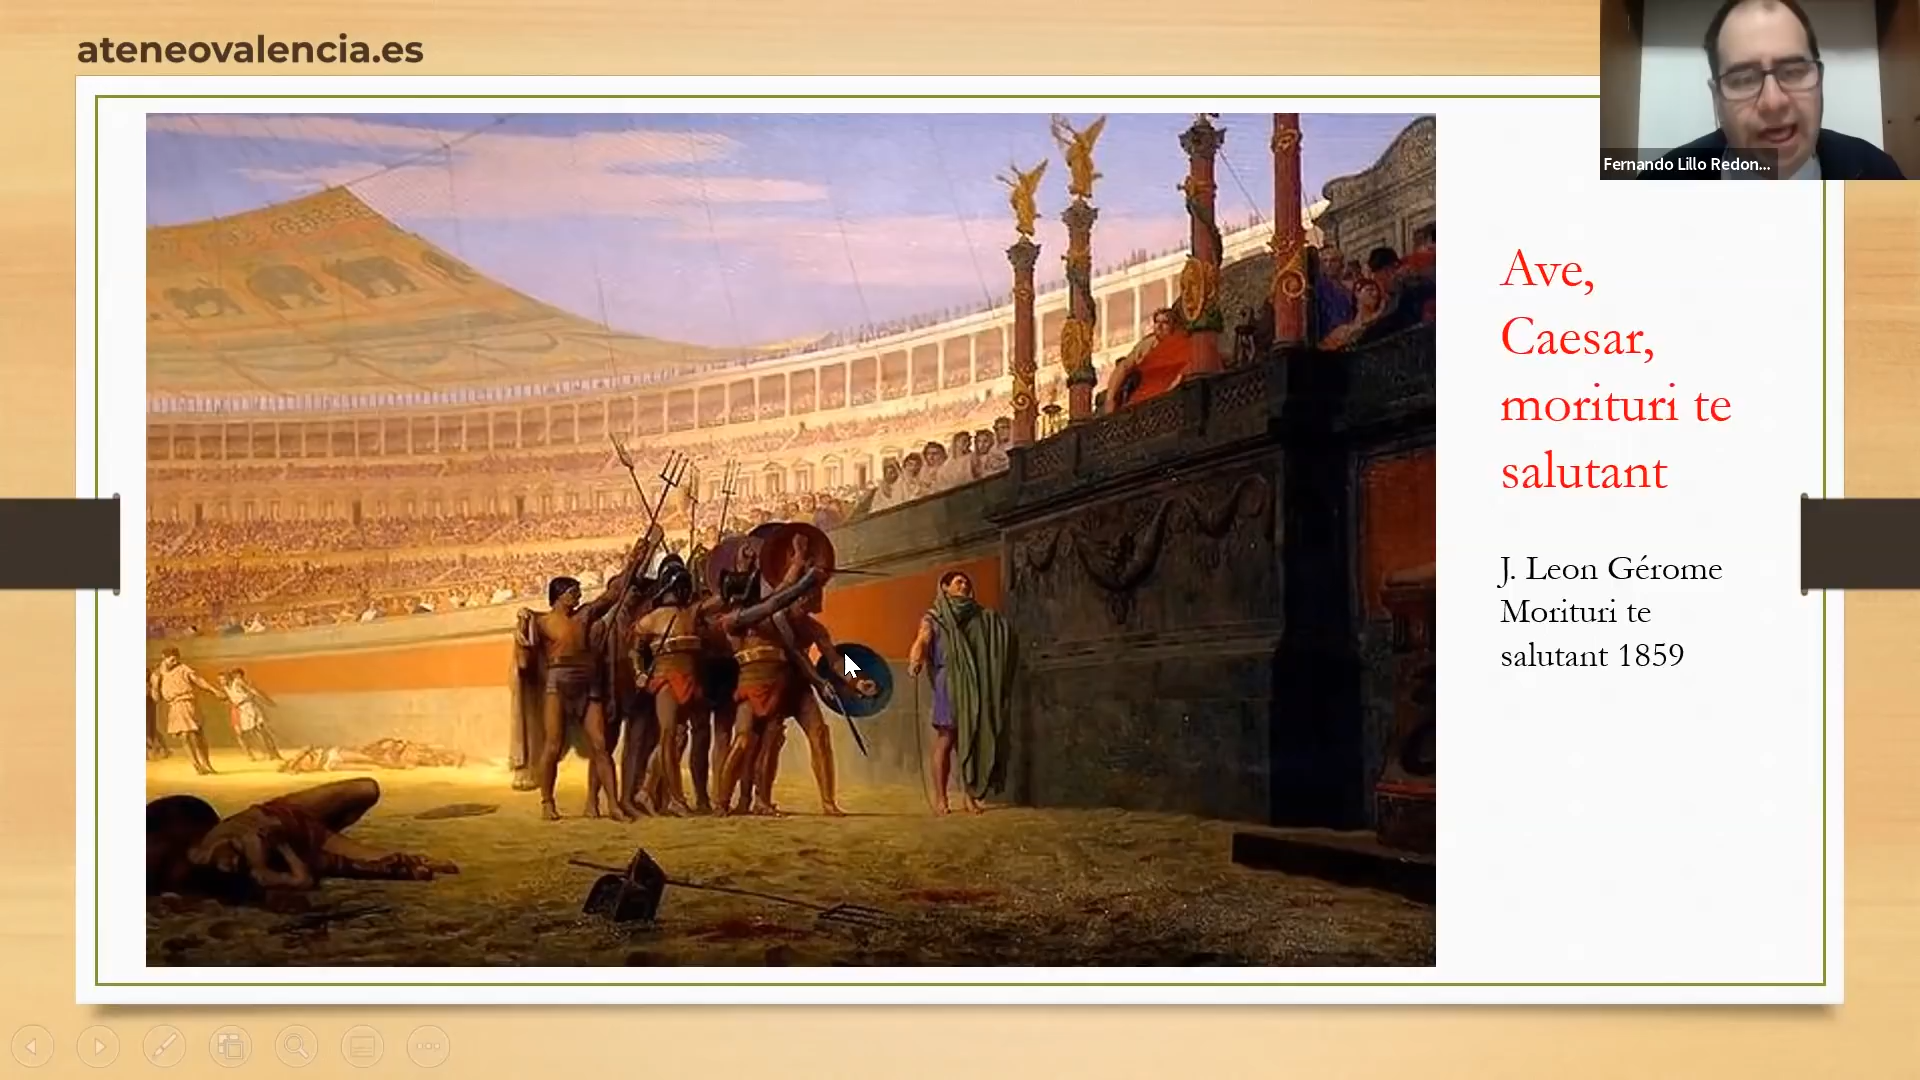 ateneovalencia.es
Fernando Lillo Redon...
Ave,
Caesar,
morituri te
salutant
J. Leon Gérome
Morituri te
salutant 1859